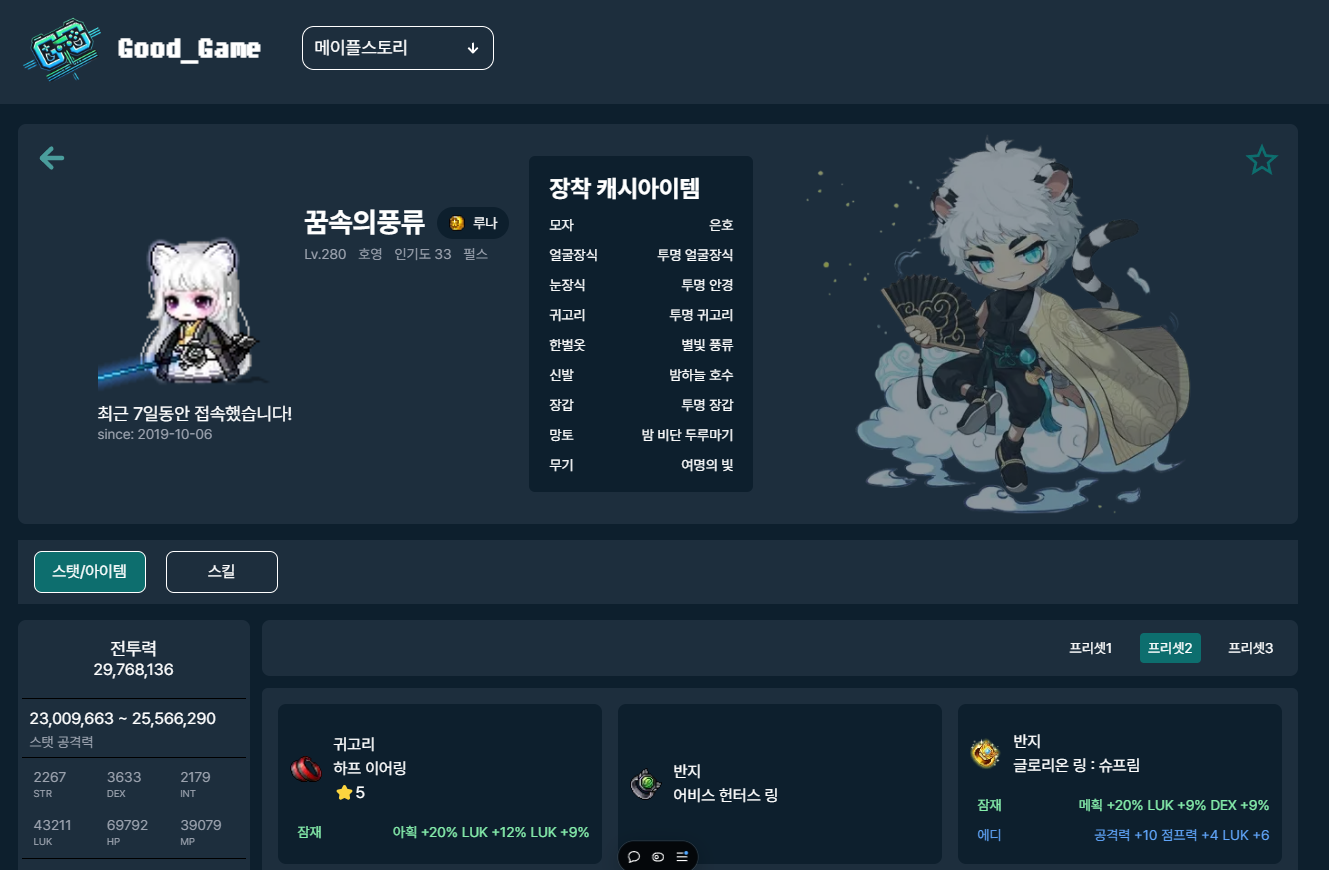 Good_Game
메이플스토리
꿈속의풍류 루나
Lv.280 호영 인기도 33 펄스
최근 7일동안 접속했습니다!
since: 2019-10-06
장착 캐시아이템
모자 은호
얼굴장식 투명 얼굴장식
눈장식 투명 안경
귀고리 투명 귀고리
한벌옷 별빛 풍류
신발 밤하늘 호수
장갑 투명 장갑
망토 밤 비단 두루마기
무기 여명의 빛
스탯/아이템 스킬
전투력
29,768,136
23,009,663 ~ 25,566,290
스탯 공격력
2267 3633 2179
STR DEX INT
43211 69792 39079
LUK HP MP
프리셋1 프리셋2 프리셋3
귀고리
하프 이어링
5
잠재 아획 +20% LUK +12% LUK +9%
반지
어비스 헌터스 링
반지
글로리온 링 : 슈프림
잠재 메획 +20% LUK +9% DEX +9%
에디 공격력 +10 점프력 +4 LUK +6